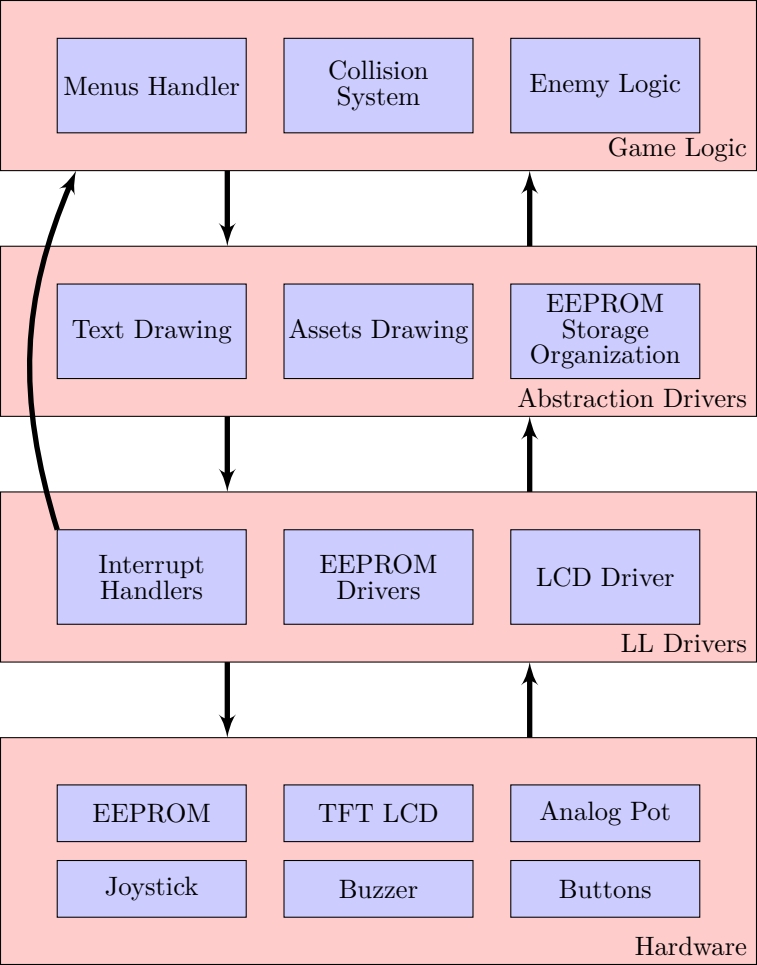 Menus Handler
Collision
System
Enemy Logic
Game Logic
Text Drawing
Assets Drawing
EEPROM
Storage
Organization
Abstraction Drivers
Interrupt
Handlers
EEPROM
Drivers
LCD Driver
LL Drivers
EEPROM
TFT LCD
Analog Pot
Joystick
Buzzer
Buttons
Hardware